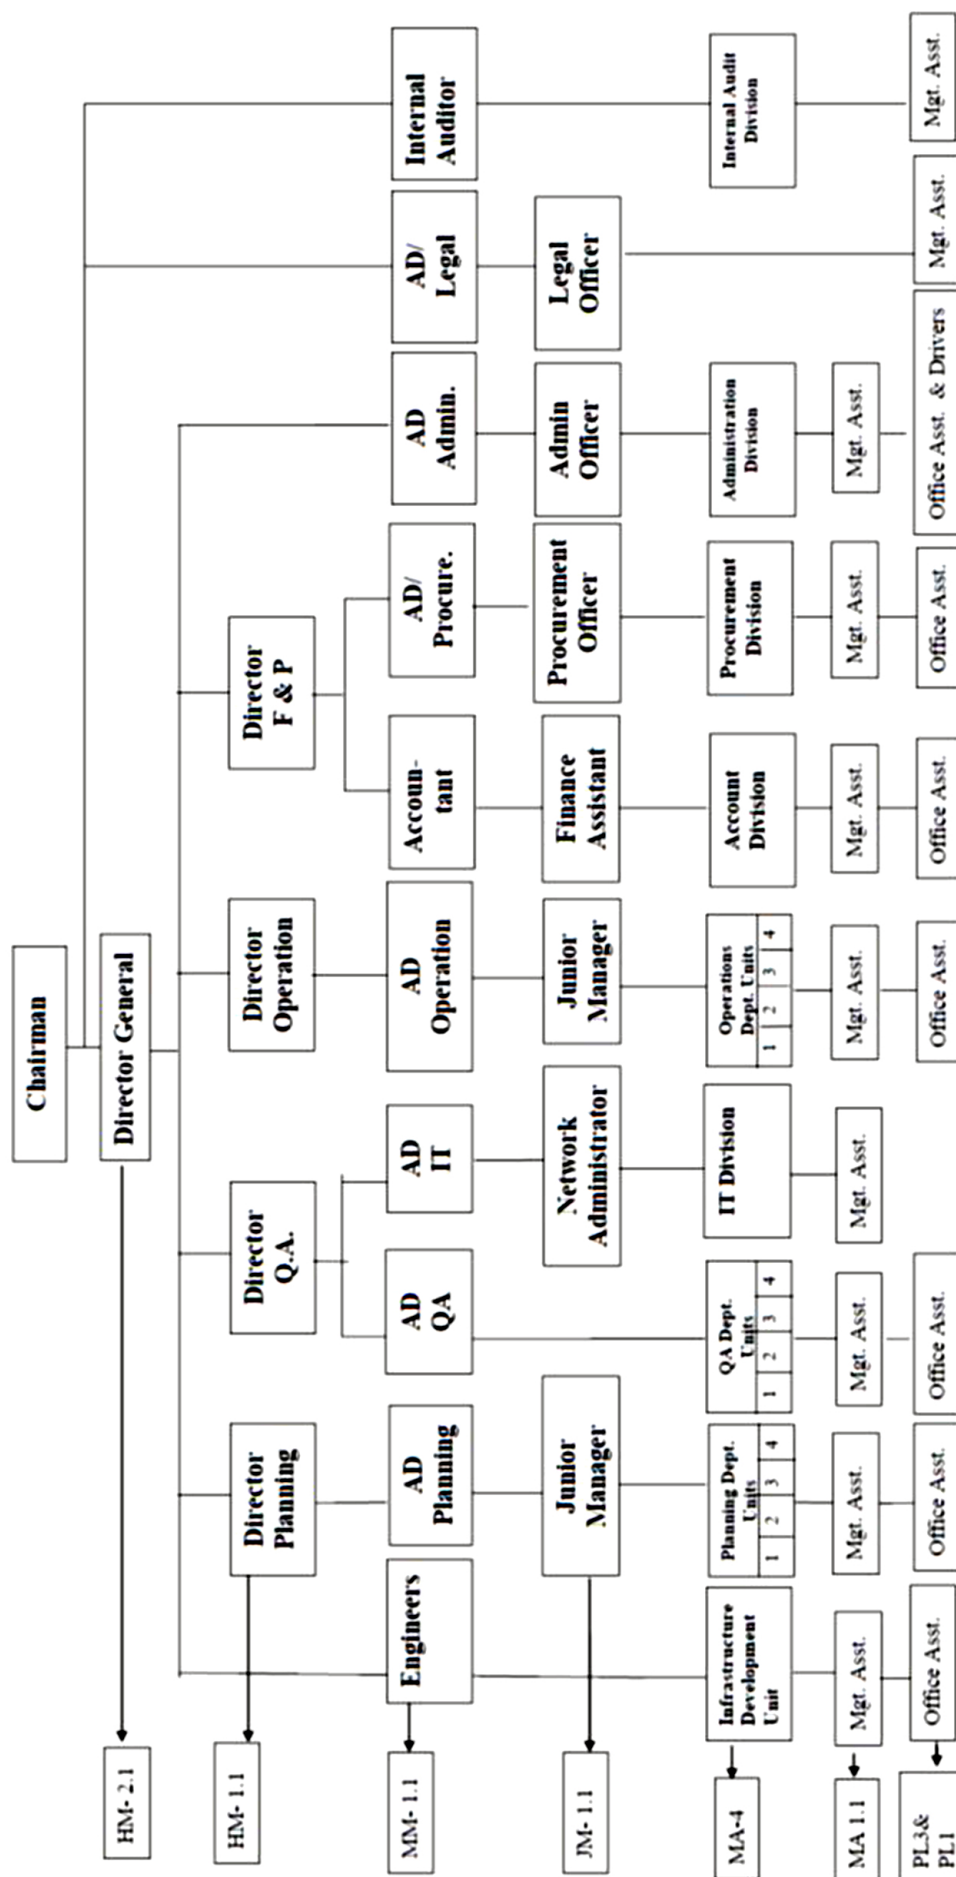 Chairman
Director General
HM- 2.1
Director
Planning
Director
Q.A.
Director
Operation
Director
F & P
HM- 1.1
Engineers
AD
Planning
AD
QA
AD
IT
AD
Operation
Accoun-
tant
AD/
Procure.
AD
Admin.
AD/
Legal
Internal
Auditor
MM- 1.1
Junior
Manager
Network
Administrator
Junior
Manager
Finance
Assistant
Procurement
Officer
Admin
Officer
Legal
Officer
JM- 1.1
Infrastructure
Development
Unit
Planning Dept.
Units
1 2 3 4
QA Dept.
Units
1 2 3 4
IT Division
Operations
Dept. Units
1 2 3 4
Account
Division
Procurement
Division
Administration
Division
Internal Audit
Division
MA-4
Mgt. Asst.
Mgt. Asst.
Mgt. Asst.
Mgt. Asst.
Mgt. Asst.
Mgt. Asst.
Mgt. Asst.
Mgt. Asst.
MA 1.1
Office Asst.
Office Asst.
Office Asst.
Office Asst.
Office Asst.
Office Asst.
Office Asst. & Drivers
Mgt. Asst.
Mgt. Asst.
PL3&
PL1